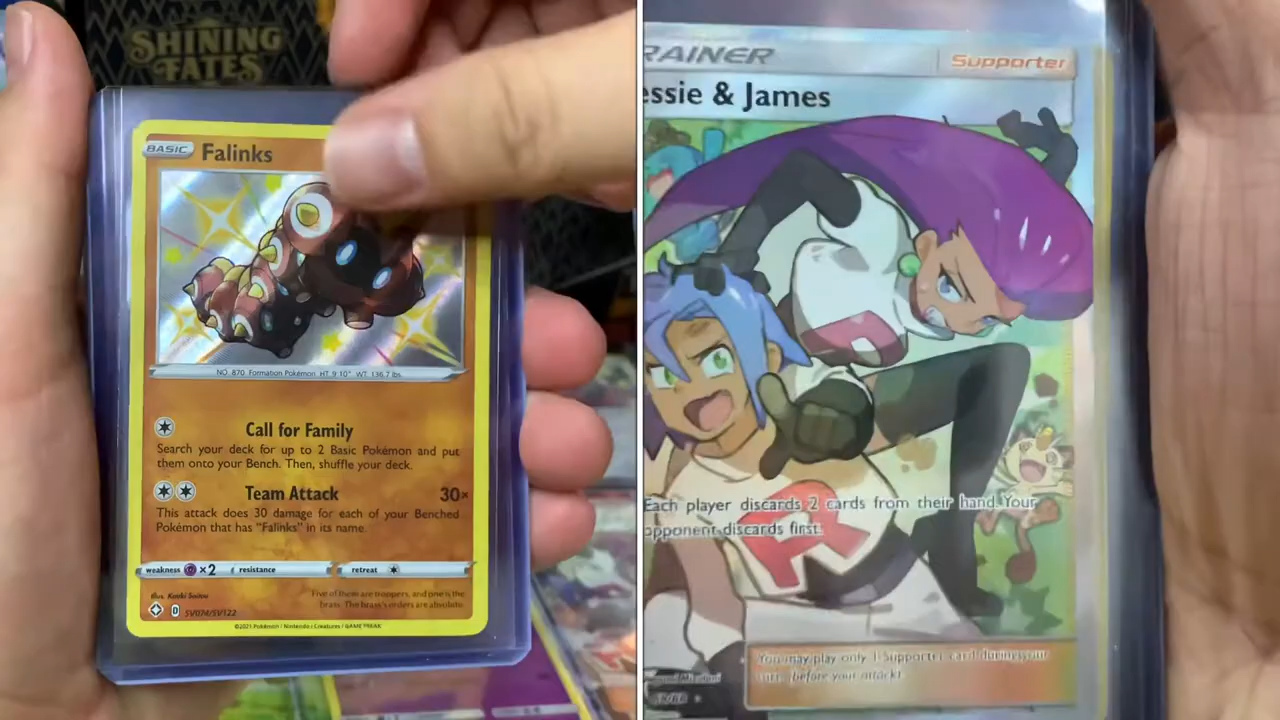 SHINING
FATES
BASIC Falinks
NO. 870 Formation Pokémon HT. 9'10" WT. 136.7 lbs.
Call for Family
Search your deck for up to 2 Basic Pokémon and put
them onto your Bench. Then, shuffle your deck.
Team Attack 30×
This attack does 30 damage for each of your Benched
Pokémon that has "Falinks" in its name.
weakness ×2 resistance retreat
Illus. Kouki Saitou
Five of them are troopers, and one is the
brass. The brass's orders are absolute.
D SV074/SV122
©2021 Pokémon / Nintendo / Creatures / GAME FREAK
RAINER Supporter
essie & James
Each player discards 2 cards from their hand. Your
opponent discards first.
R
You may play only 1 Supporter card during your
turn (before your attack).